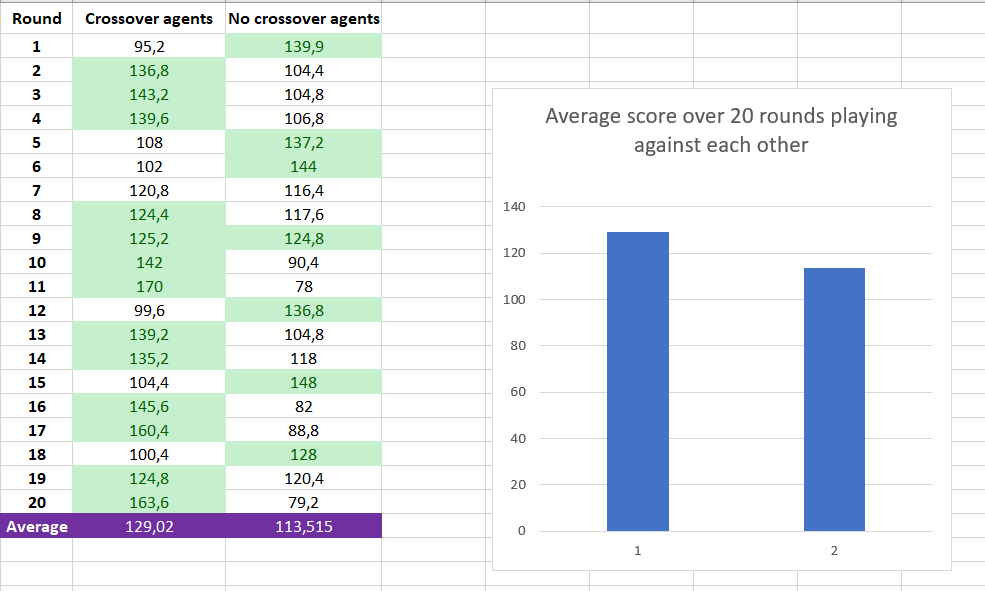 Round Crossover agents No crossover agents
1 95,2 139,9
2 136,8 104,4
3 143,2 104,8
4 139,6 106,8
5 108 137,2
6 102 144
7 120,8 116,4
8 124,4 117,6
9 125,2 124,8
10 142 90,4
11 170 78
12 99,6 136,8
13 139,2 104,8
14 135,2 118
15 104,4 148
16 145,6 82
17 160,4 88,8
18 100,4 128
19 124,8 120,4
20 163,6 79,2
Average 129,02 113,515
Average score over 20 rounds playing
against each other
140
120
100
80
60
40
20
0
1 2